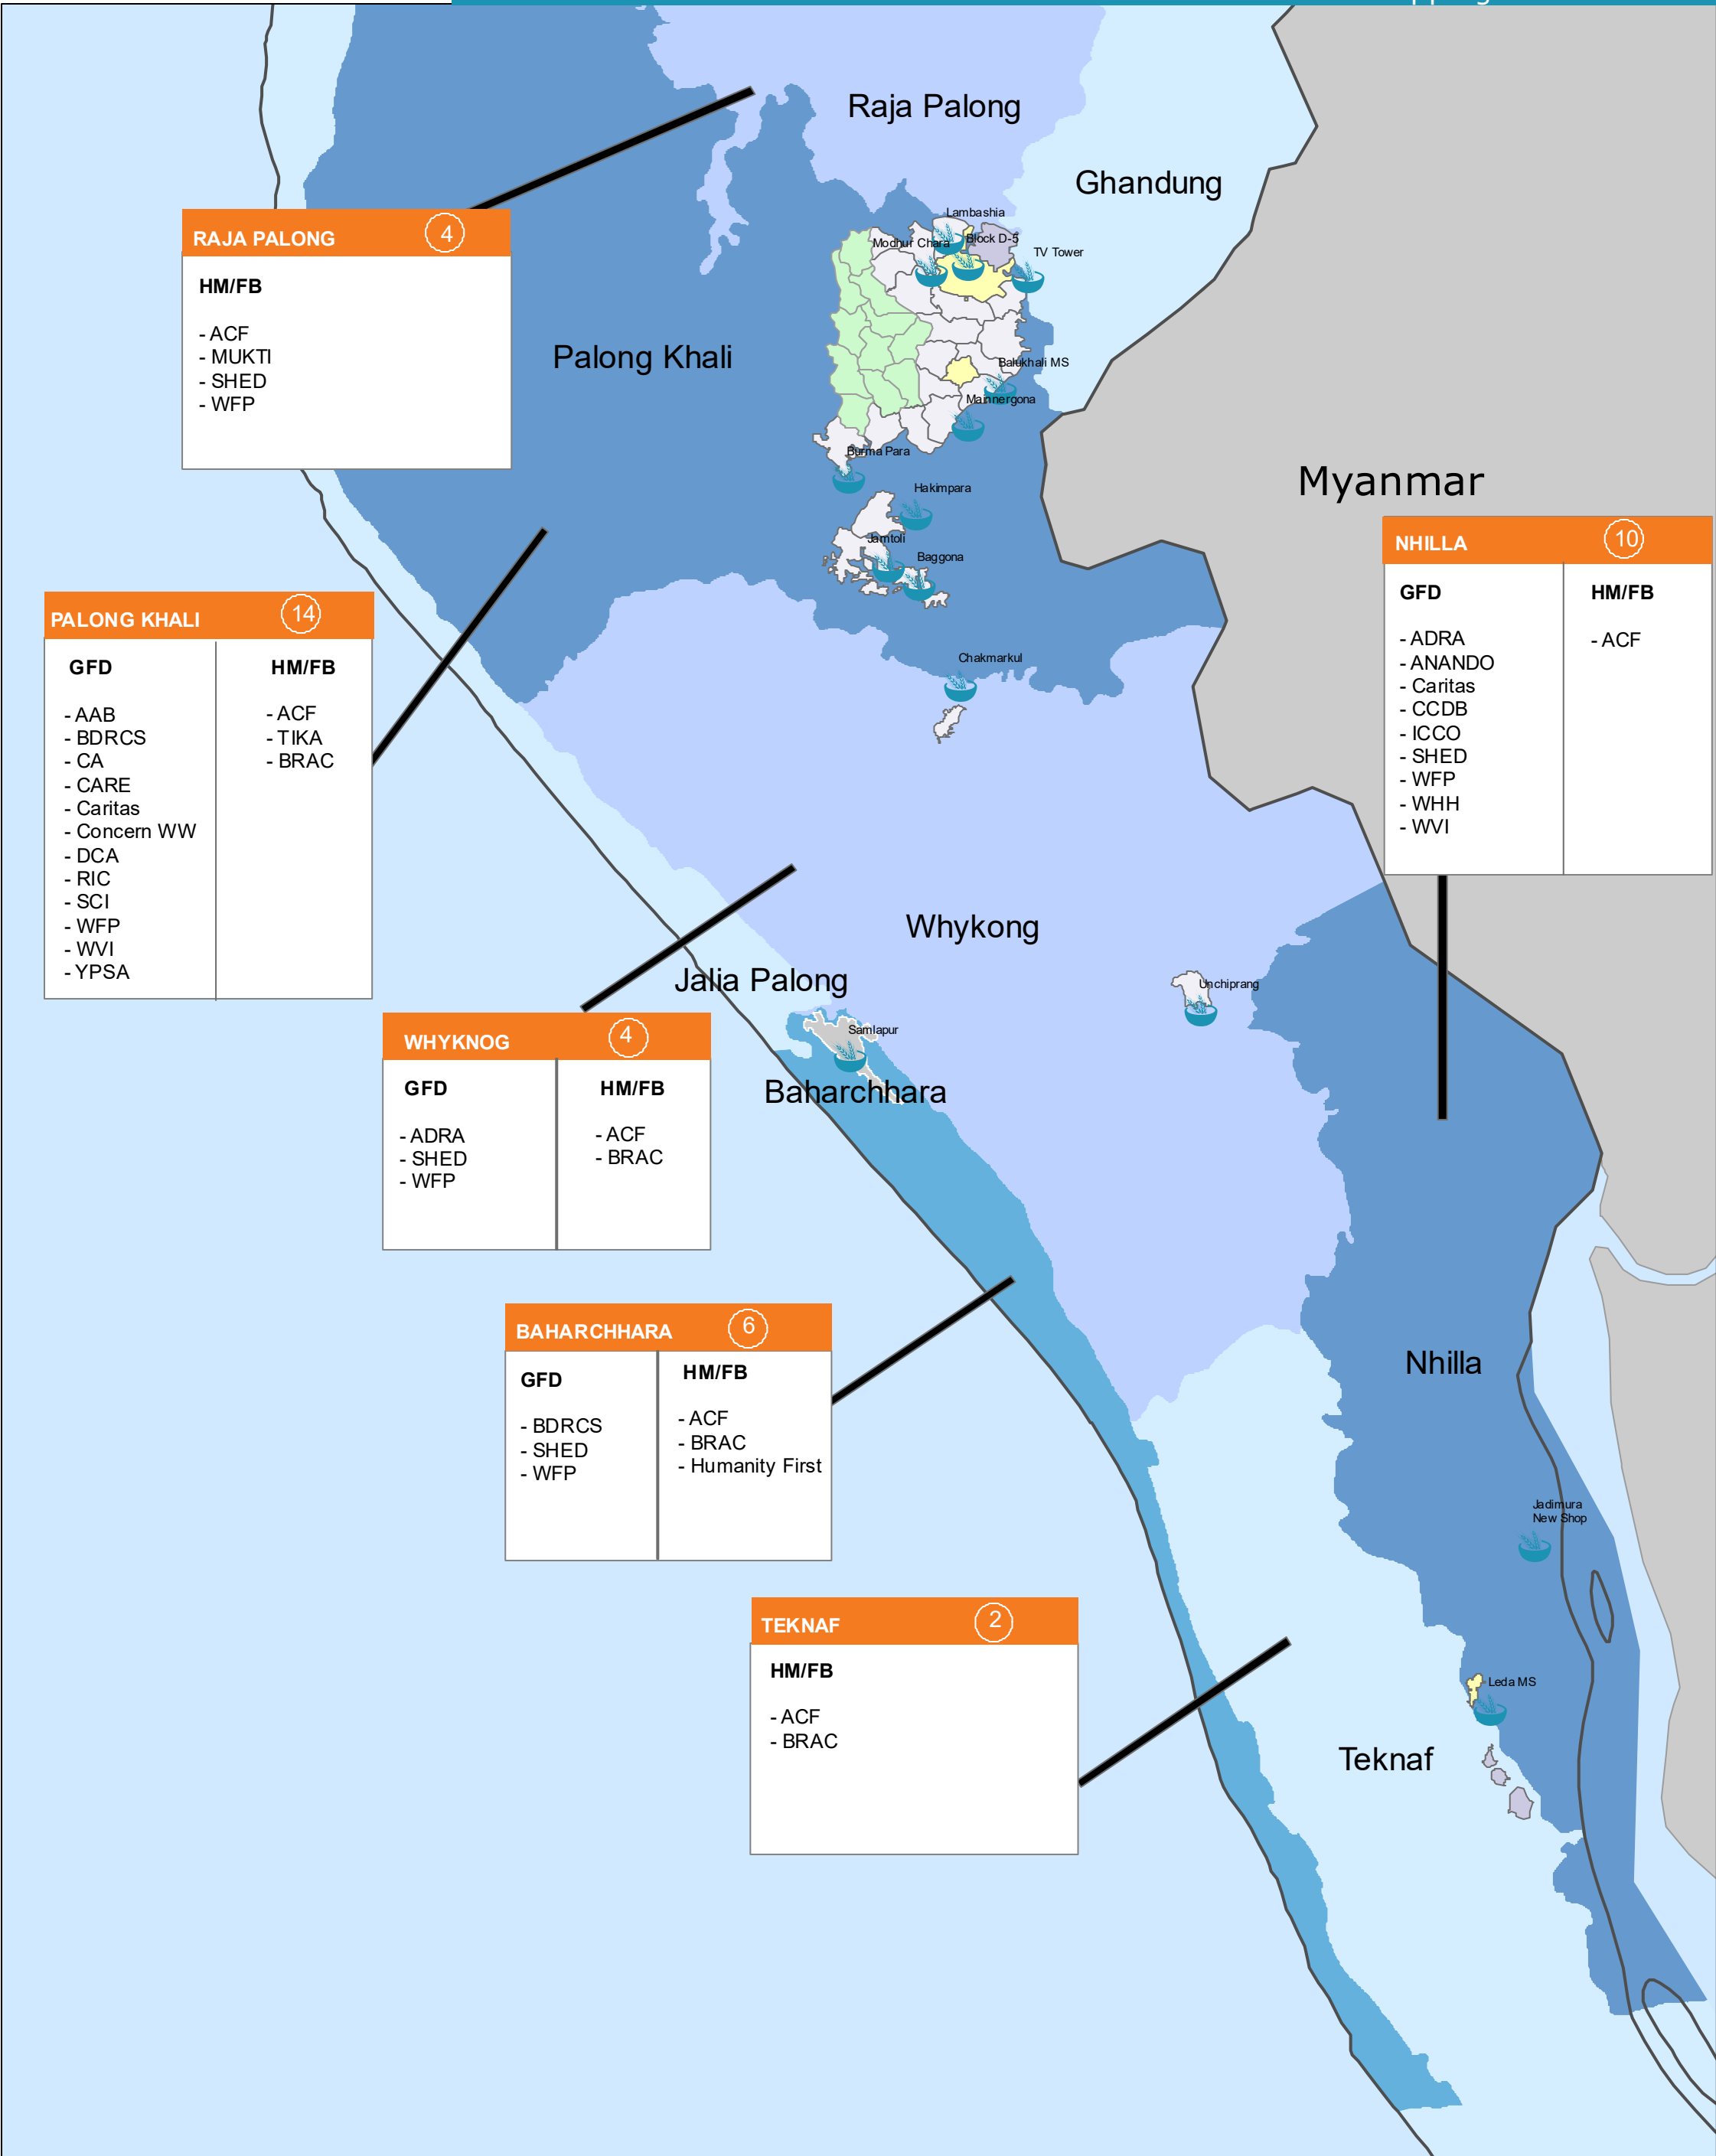 Raja Palong
Ghandung
RAJA PALONG 4
HM/FB
- ACF
- MUKTI
- SHED
- WFP
Lambashia
Modhur Chara
Block D-5
TV Tower
Palong Khali
Balukhali MS
Mainnergona
Burma Para
Hakimpara
Jamtoli
Baggona
Myanmar
NHILLA 10
GFD
- ADRA
- ANANDO
- Caritas
- CCDB
- ICCO
- SHED
- WFP
- WHH
- WVI
HM/FB
- ACF
PALONG KHALI 14
GFD
- AAB
- BDRCS
- CA
- CARE
- Caritas
- Concern WW
- DCA
- RIC
- SCI
- WFP
- WVI
- YPSA
HM/FB
- ACF
- TIKA
- BRAC
Chakmarkul
Whykong
Jalia Palong
Unchiprang
Samlapur
Baharchhara
WHYKNOG 4
GFD
- ADRA
- SHED
- WFP
HM/FB
- ACF
- BRAC
BAHARCHHARA 6
GFD
- BDRCS
- SHED
- WFP
HM/FB
- ACF
- BRAC
- Humanity First
Nhilla
Jadimura
New Shop
TEKNAF 2
HM/FB
- ACF
- BRAC
Leda MS
Teknaf